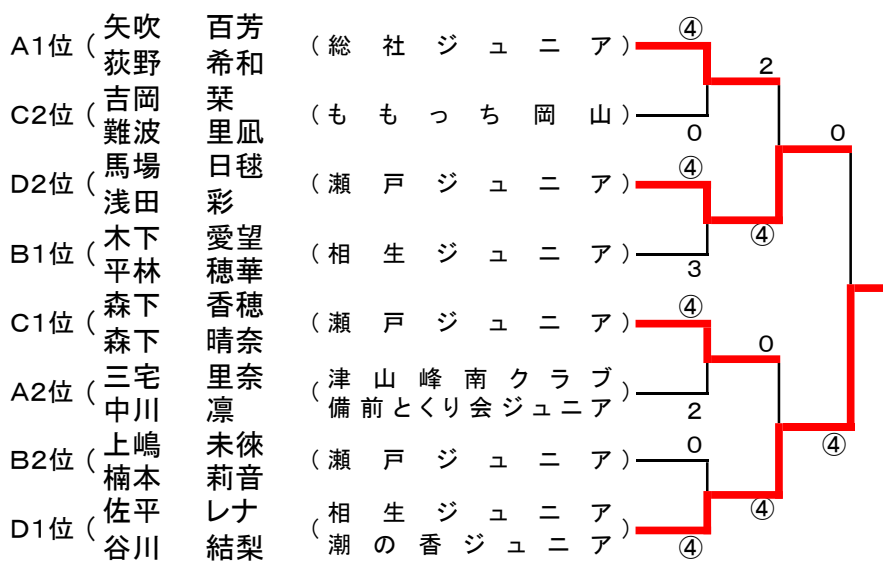 A1位 ( 矢吹 百芳 ( 総社ジュニア ) ④
荻野 希和
2
C2位 ( 吉岡 栞 ( ももっち岡山 ) 0
難波 里凪
0
D2位 ( 馬場 日毬 ( 瀬戸ジュニア ) ④
浅田 彩
④
B1位 ( 木下 愛望 ( 相生ジュニア ) 3
平林 穂華
C1位 ( 森下 香穂 ( 瀬戸ジュニア ) ④
森下 晴奈
0
A2位 ( 三宅 里奈 ( 津山峰南クラブ
中川 凛 備前とくり会ジュニア ) 2
④
B2位 ( 上嶋 未徠 ( 瀬戸ジュニア ) 0
楠本 莉音
④
D1位 ( 佐平 レナ ( 相生ジュニア
谷川 結梨 潮の香ジュニア ) ④